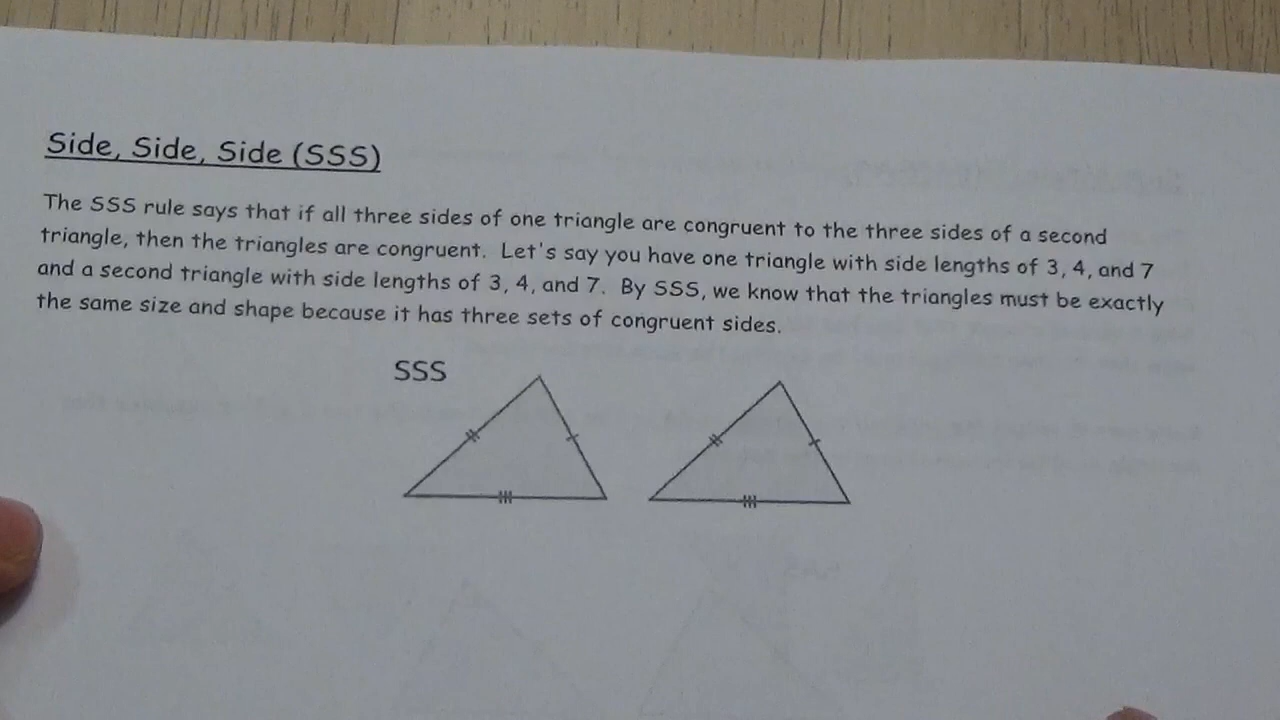 Side, Side, Side (SSS)
The SSS rule says that if all three sides of one triangle are congruent to the three sides of a second
triangle, then the triangles are congruent. Let's say you have one triangle with side lengths of 3, 4, and 7
and a second triangle with side lengths of 3, 4, and 7. By SSS, we know that the triangles must be exactly
the same size and shape because it has three sets of congruent sides.
SSS